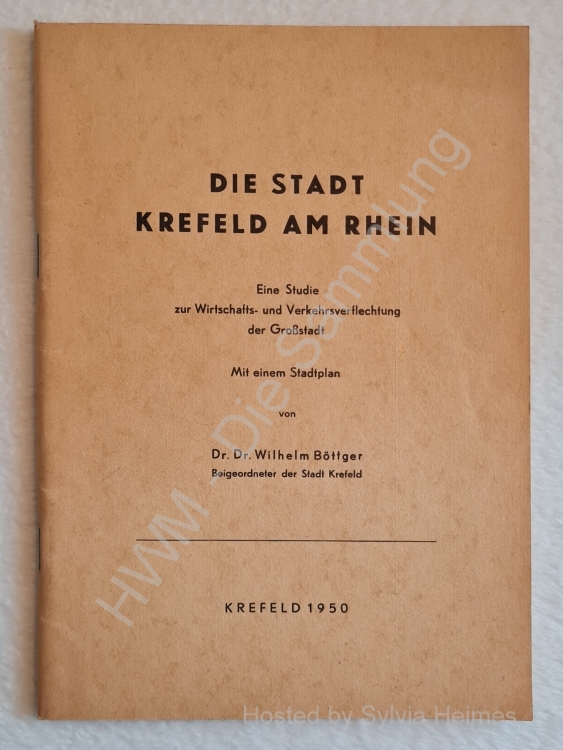 DIE STADT
KREFELD AM RHEIN
Eine Studie
zur Wirtschafts- und Verkehrsverflechtung
der Großstadt
Mit einem Stadtplan
von
Dr. Dr. Wilhelm Böttger
Beigeordneter der Stadt Krefeld
KREFELD 1950
HWM - Die Sammlung
Hosted by Sylvia Heimes